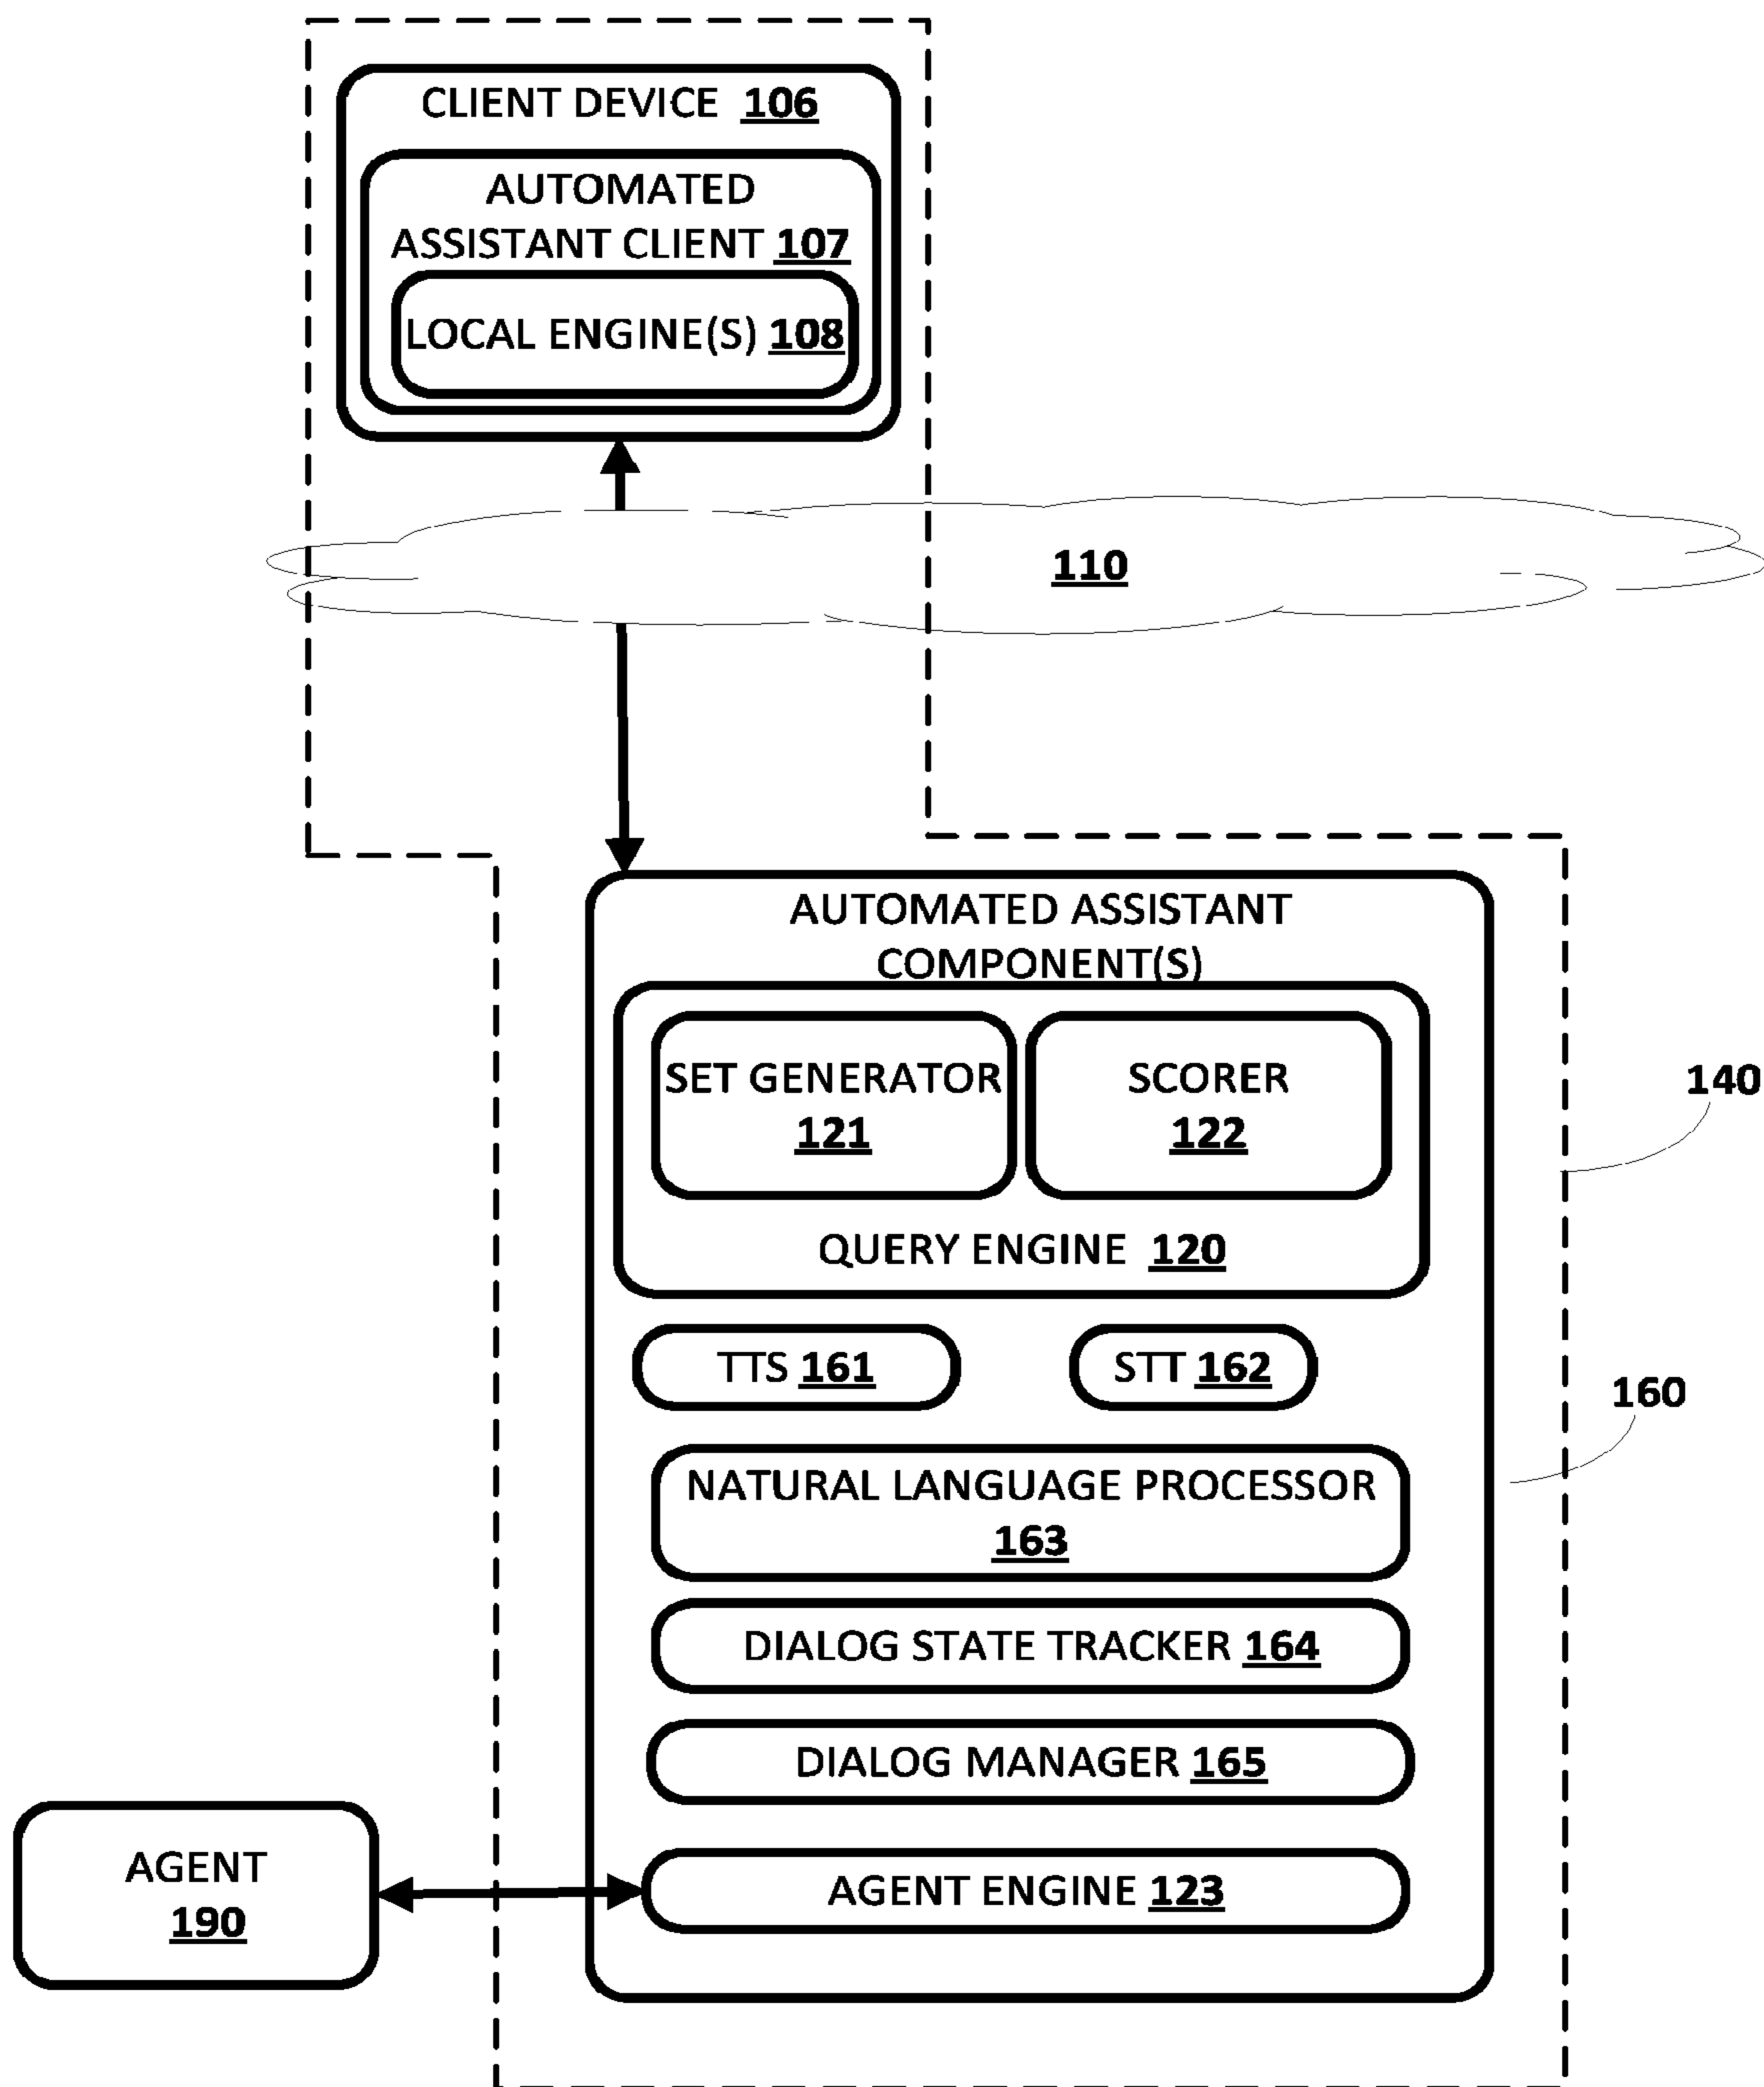 CLIENT DEVICE 106
AUTOMATED
ASSISTANT CLIENT 107
LOCAL ENGINE(S) 108
110
AUTOMATED ASSISTANT
COMPONENT(S)
SET GENERATOR
121
SCORER
122
QUERY ENGINE 120
140
TTS 161
STT 162
160
NATURAL LANGUAGE PROCESSOR
163
DIALOG STATE TRACKER 164
DIALOG MANAGER 165
AGENT
190
AGENT ENGINE 123